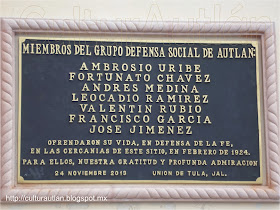 MIEMBROS DEL GRUPO DEFENSA SOCIAL DE AUTLAN:
AMBROSIO URIBE
FORTUNATO CHAVEZ
ANDRES MEDINA
LEOCADIO RAMIREZ
VALENTIN RUBIO
FRANCISCO GARCIA
JOSE JIMENEZ
OFRENDARON SU VIDA, EN DEFENSA DE LA FE,
EN LAS CERCANIAS DE ESTE SITIO, EN FEBRERO DE 1924.
PARA ELLOS, NUESTRA GRATITUD Y PROFUNDA ADMIRACION
24 NOVIEMBRE 2013 UNION DE TULA, JAL.
http://culturautlan.blogspot.mx